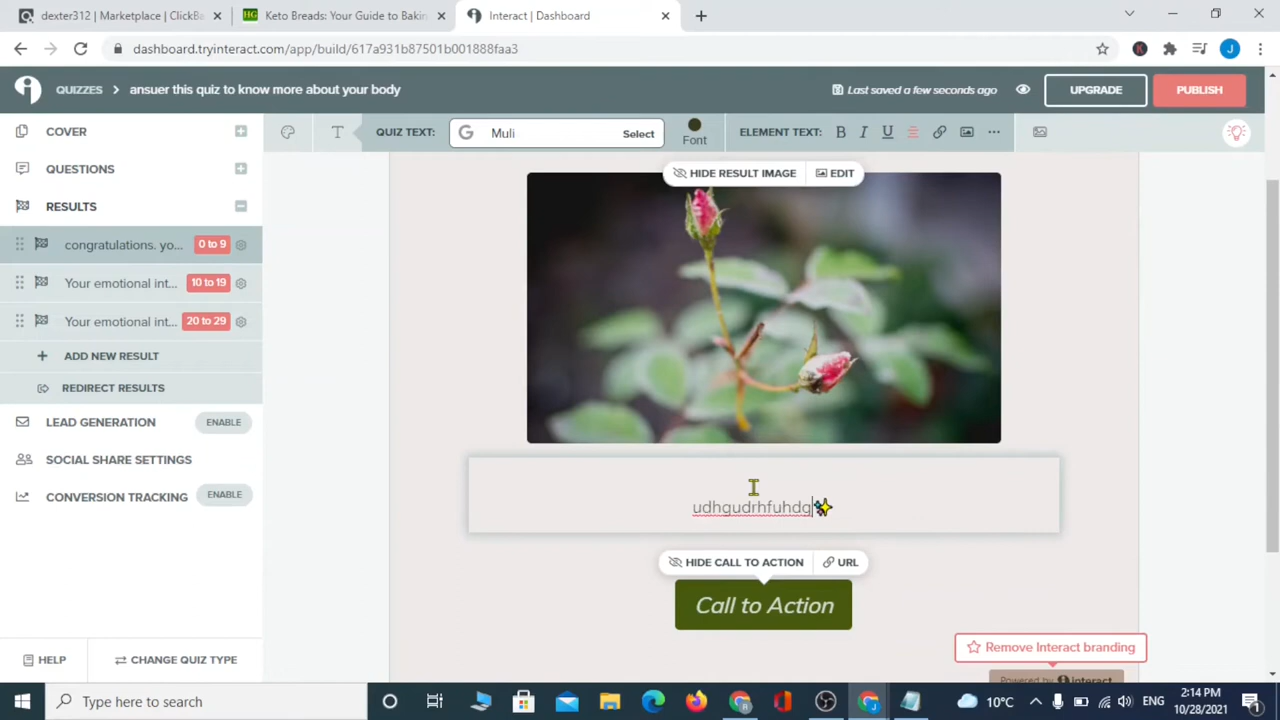 dexter312 | Marketplace | ClickBa
Keto Breads: Your Guide to Bakin
Interact | Dashboard
dashboard.tryinteract.com/app/build/617a931b87501b001888faa3
QUIZZES > ansuer this quiz to know more about your body
Last saved a few seconds ago
UPGRADE
PUBLISH
COVER
QUIZ TEXT:
Muli
Select
Font
ELEMENT TEXT:
B I U
QUESTIONS
HIDE RESULT IMAGE
EDIT
RESULTS
congratulations. yo... 0 to 9
Your emotional int... 10 to 19
Your emotional int... 20 to 29
ADD NEW RESULT
REDIRECT RESULTS
LEAD GENERATION ENABLE
SOCIAL SHARE SETTINGS
CONVERSION TRACKING ENABLE
udhgudrhfuhdg
HIDE CALL TO ACTION
URL
Call to Action
Remove Interact branding
Powered by interact
HELP
CHANGE QUIZ TYPE
Type here to search
10°C
ENG
2:14 PM
10/28/2021